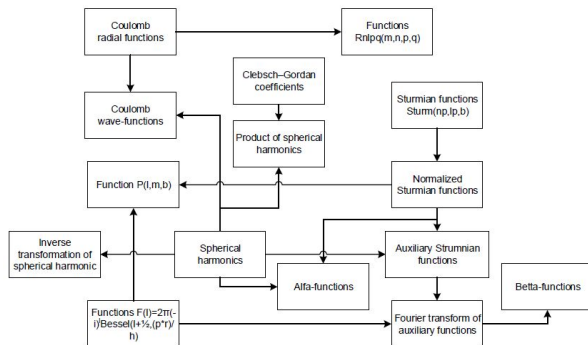 Coulomb
radial functions
Functions
Rnlpq(m,n,p,q)
Clebsch–Gordan
coefficients
Coulomb
wave-functions
Sturmian functions
Sturm(np,lp,b)
Product of spherical
harmonics
Function P(l,m,b)
Normalized
Sturmian functions
Inverse
transformation of
spherical harmonic
Spherical
harmonics
Auxiliary Strumnian
functions
Alfa-functions
Betta-functions
Functions F(l)=2π(-
i)ˡBessel(l+½,(p*r)/
h)
Fourier transform of
auxiliary functions